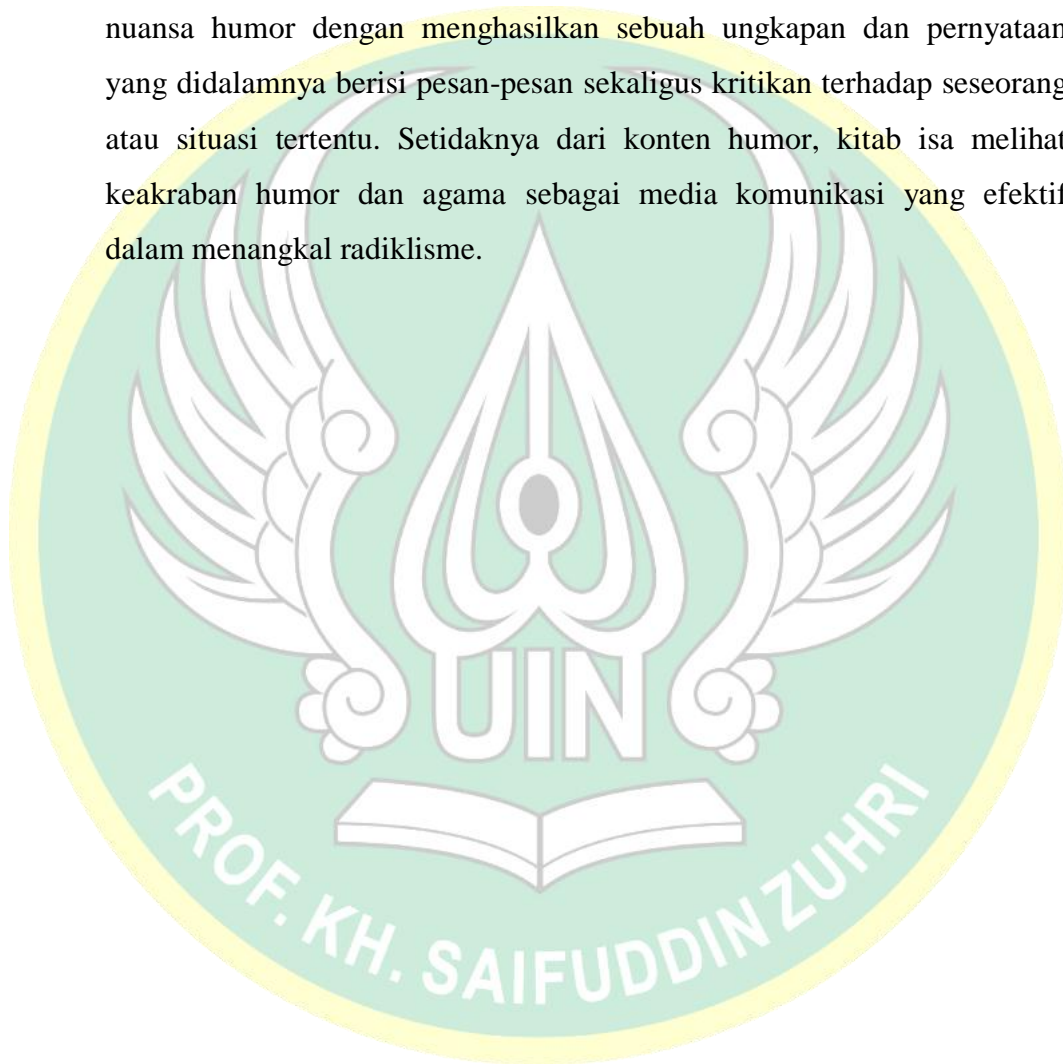 nuansa humor dengan menghasilkan sebuah ungkapan dan pernyataan
yang didalamnya berisi pesan-pesan sekaligus kritikan terhadap seseorang
atau situasi tertentu. Setidaknya dari konten humor, kitab isa melihat
keakraban humor dan agama sebagai media komunikasi yang efektif
dalam menangkal radiklisme.
UIN
PROF. KH. SAIFUDDIN ZUHRI